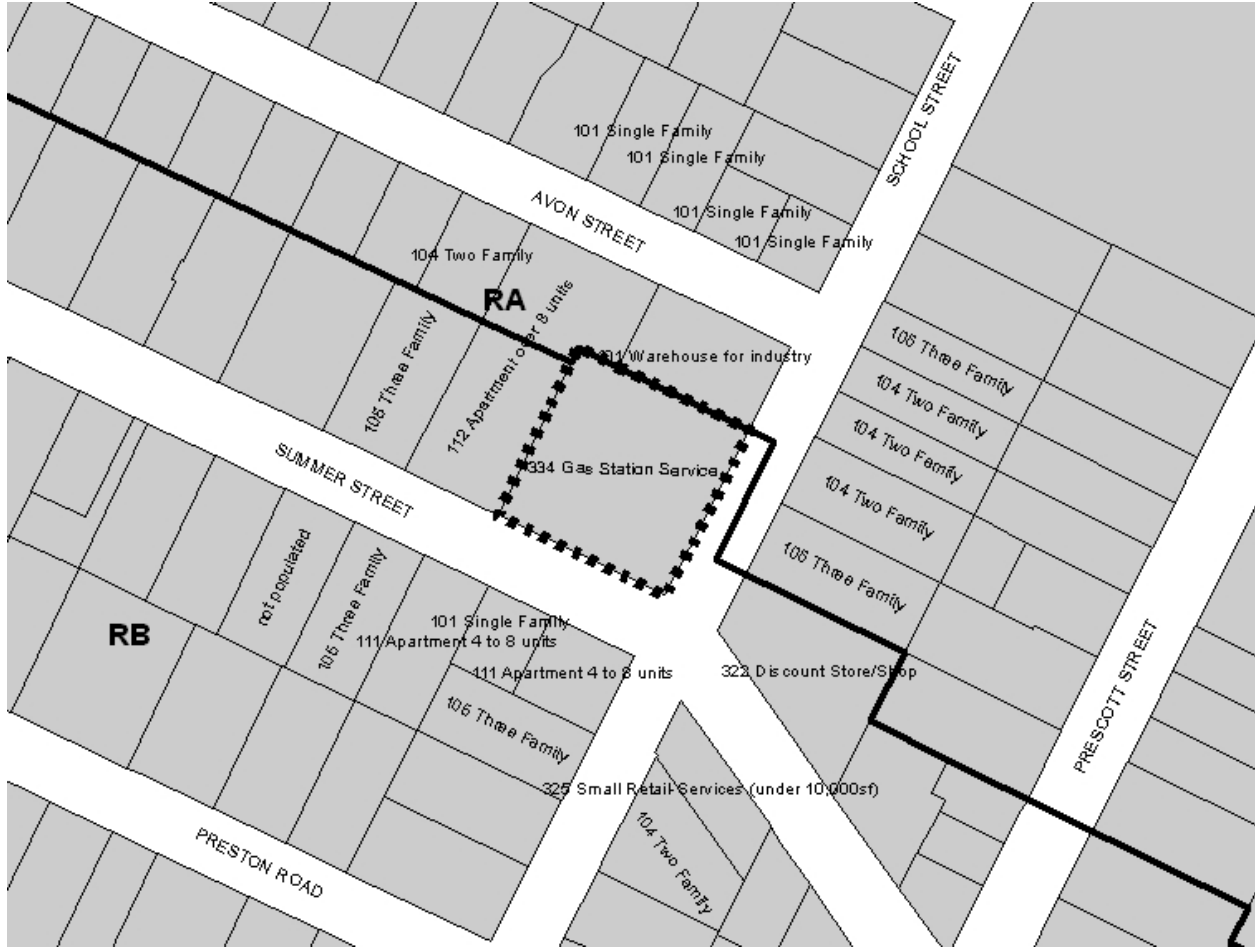 SCHOOL STREET
101 Single Family
101 Single Family
101 Single Family
101 Single Family
AVON STREET
104 Two Family
RA
01 Warehouse for industry
105 Three Family
112 Apartment over 8 units
334 Gas Station Service
105 Three Family
104 Two Family
104 Two Family
104 Two Family
105 Three Family
SUMMER STREET
not populated
105 Three Family
101 Single Family
111 Apartment 4 to 8 units
111 Apartment 4 to 8 units
RB
322 Discount Store/Shop
105 Three Family
325 Small Retail Services (under 10,000sf)
104 Two Family
PRESCOTT STREET
PRESTON ROAD